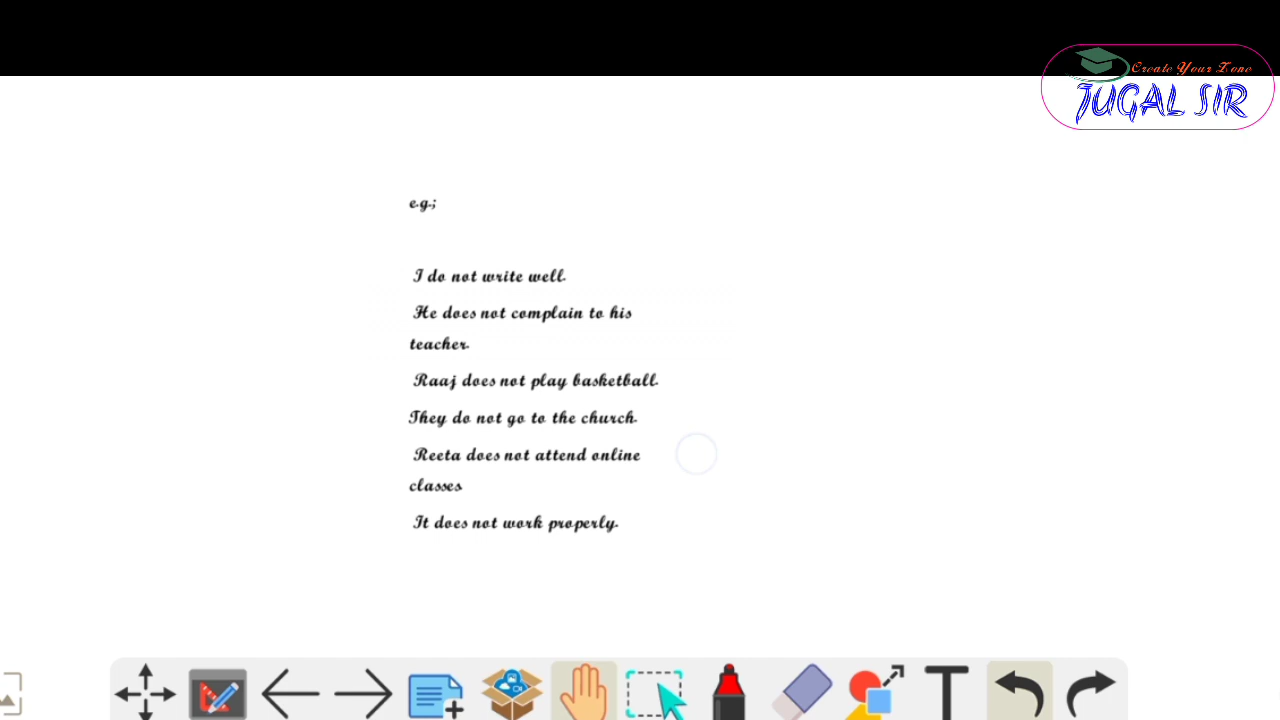 Create Your Zone
JUGAL SIR
e.g.;
I do not write well.
He does not complain to his
teacher.
Raaj does not play basketball.
They do not go to the church.
Reeta does not attend online
classes.
It does not work properly.